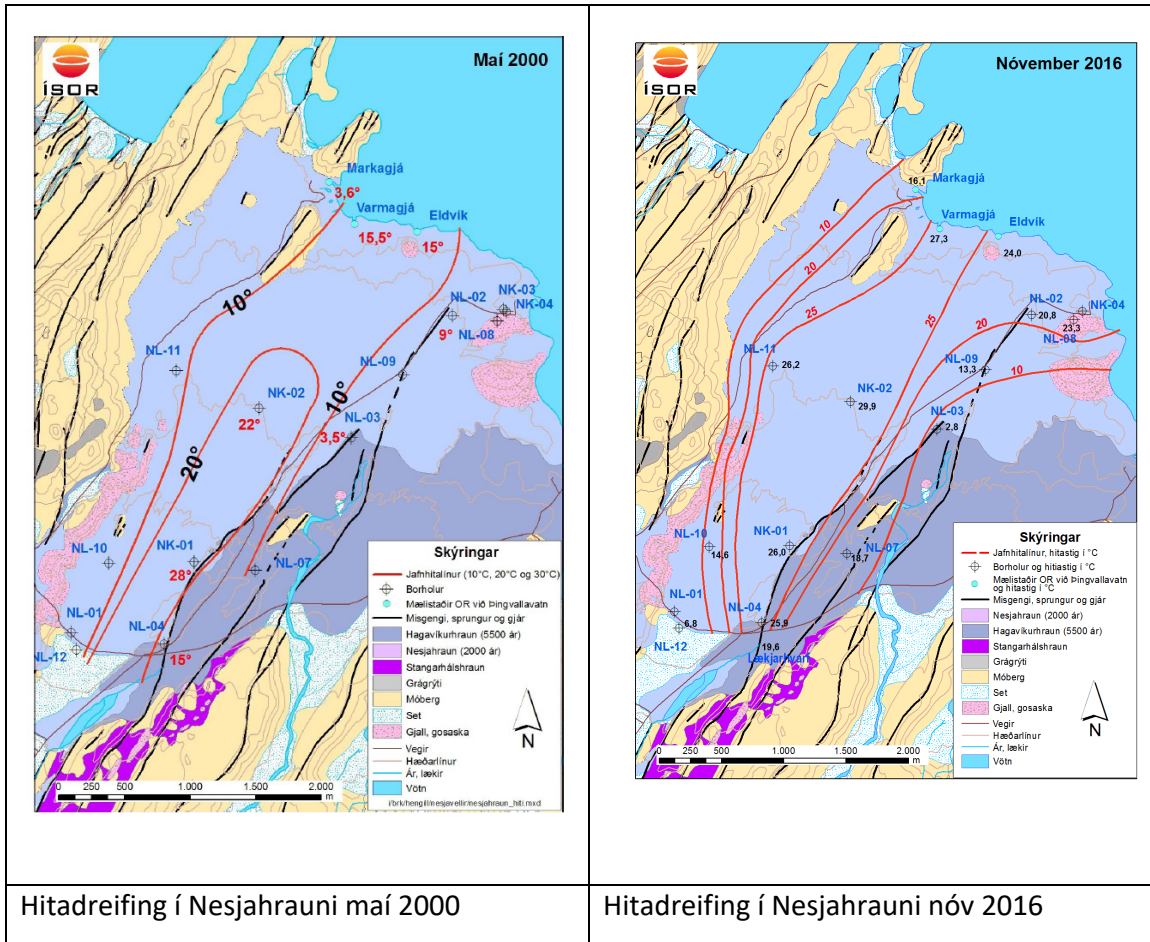 ÍSOR
Maí 2000
Markagjá
3,6°
Varmagjá
Eldvík
15,5°
15°
10°
NK-03
NL-02
NK-04
9°
NL-08
NL-11
NL-09
NK-02
10°
22°
NL-03
3,5°
20°
NL-10
NK-01
28°
NL-07
NL-01
NL-04
NL-12
15°
Skýringar
Jafnhitalínur (10°C, 20°C og 30°C)
Borholur
Mælistaðir OR við Þingvallavatn
Misgengi, sprungur og gjár
Hagavíkurhraun (5500 ár)
Nesjahraun (2000 ár)
Stangarhálshraun
Grágrýti
Móberg
Set
Gjall, gosaska
Vegir
Hæðarlínur
Ár, lækir
Vötn
N
0 250 500 1.000 1.500 2.000
m
i/brk/hengill/nesjavellir/nesjahraun_hiti.mxd
ÍSOR
Nóvember 2016
Markagjá
16,1
Varmagjá
Eldvík
27,3
24,0
10
20
25
25
NL-02
NK-04
20,8
23,3
NL-08
20
NL-11
26,2
NL-09
13,3
10
NK-02
29,9
NL-03
2,8
NL-10
14,6
NK-01
26,0
NL-07
18,7
NL-01
6,8
NL-04
25,9
NL-12
19,6
Lækjarhvarf
Skýringar
Jafnhitalínur, hitastig í °C
Borholur og hitiastig í °C
Mælistaðir OR við Þingvallavatn
og hitastig í °C
Misgengi, sprungur og gjár
Nesjahraun (2000 ár)
Hagavíkurhraun (5500 ár)
Stangarhálshraun
Grágrýti
Móberg
Set
Gjall, gosaska
Vegir
Hæðarlínur
Ár, lækir
Vötn
N
0 250 500 1.000 1.500 2.000
m
Hitadreifing í Nesjahrauni maí 2000
Hitadreifing í Nesjahrauni nóv 2016